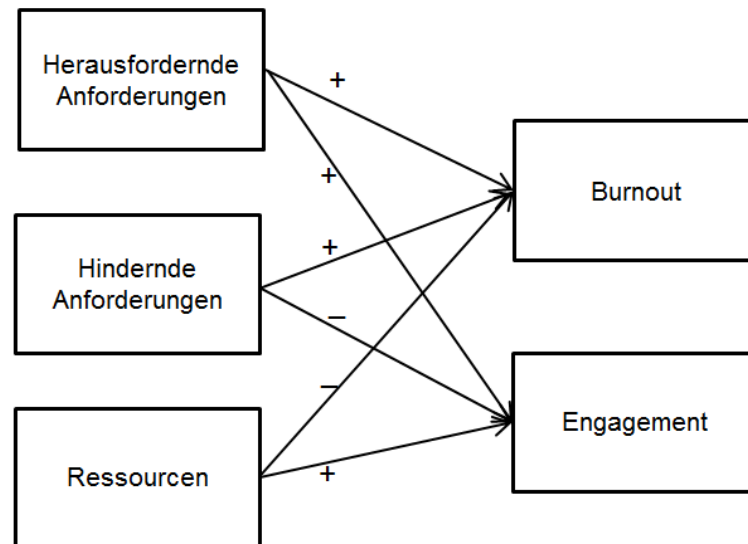 Herausfordernde
Anforderungen
+
Burnout
+
+
Hindernde
Anforderungen
–
–
Engagement
Ressourcen
+